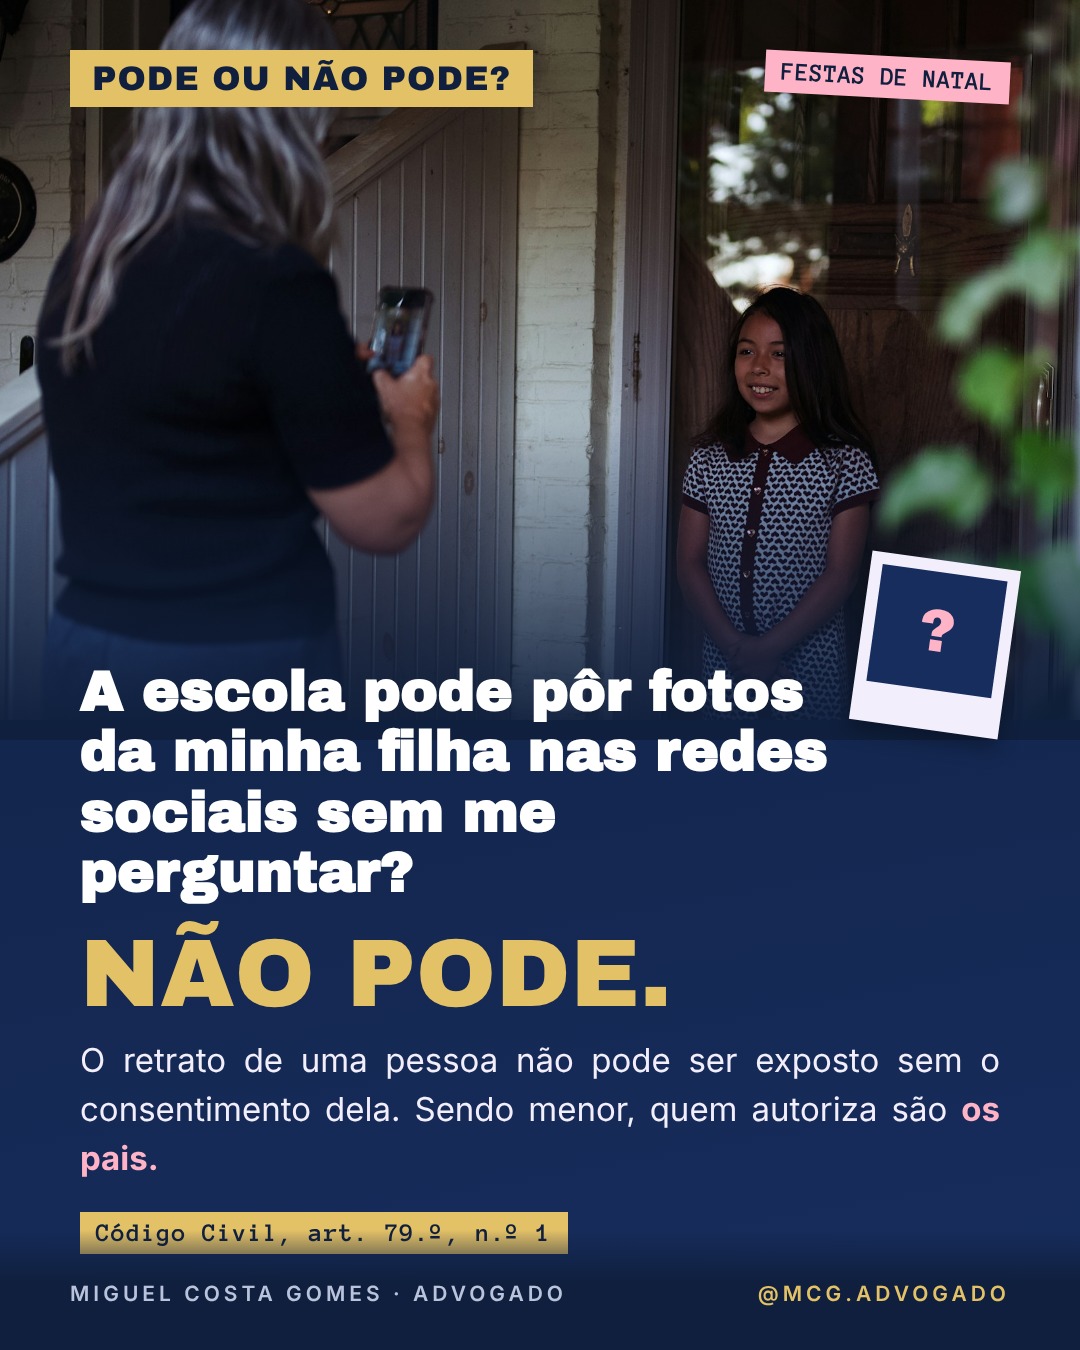 PODE OU NÃO PODE?
FESTAS DE NATAL
?
A escola pode pôr fotos
da minha filha nas redes
sociais sem me
perguntar?
NÃO PODE.
O retrato de uma pessoa não pode ser exposto sem o
consentimento dela. Sendo menor, quem autoriza são os
pais.
Código Civil, art. 79.º, n.º 1
MIGUEL COSTA GOMES · ADVOGADO
@MCG.ADVOGADO